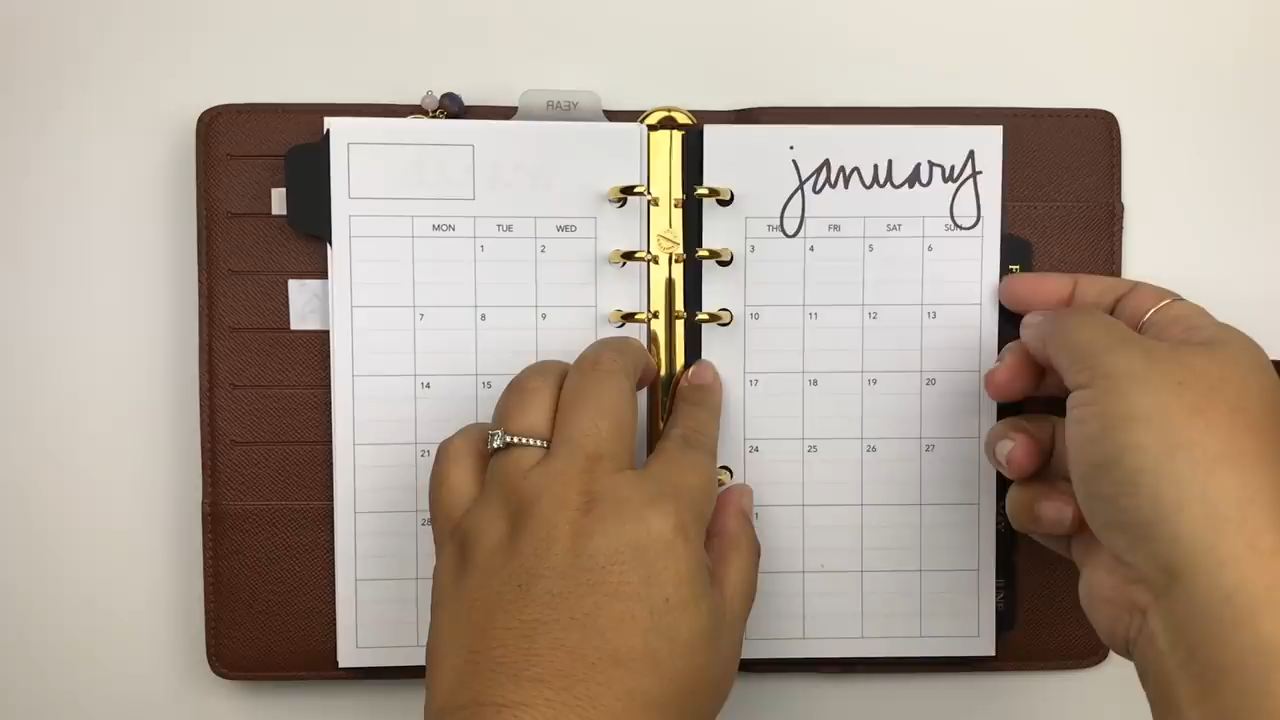 YEAR
january
MON TUE WED
THU FRI SAT SUN
1 2
3 4 5 6
7 8 9
10 11 12 13
14 15
17 18 19 20
21
24 25 26 27
28
JUNE